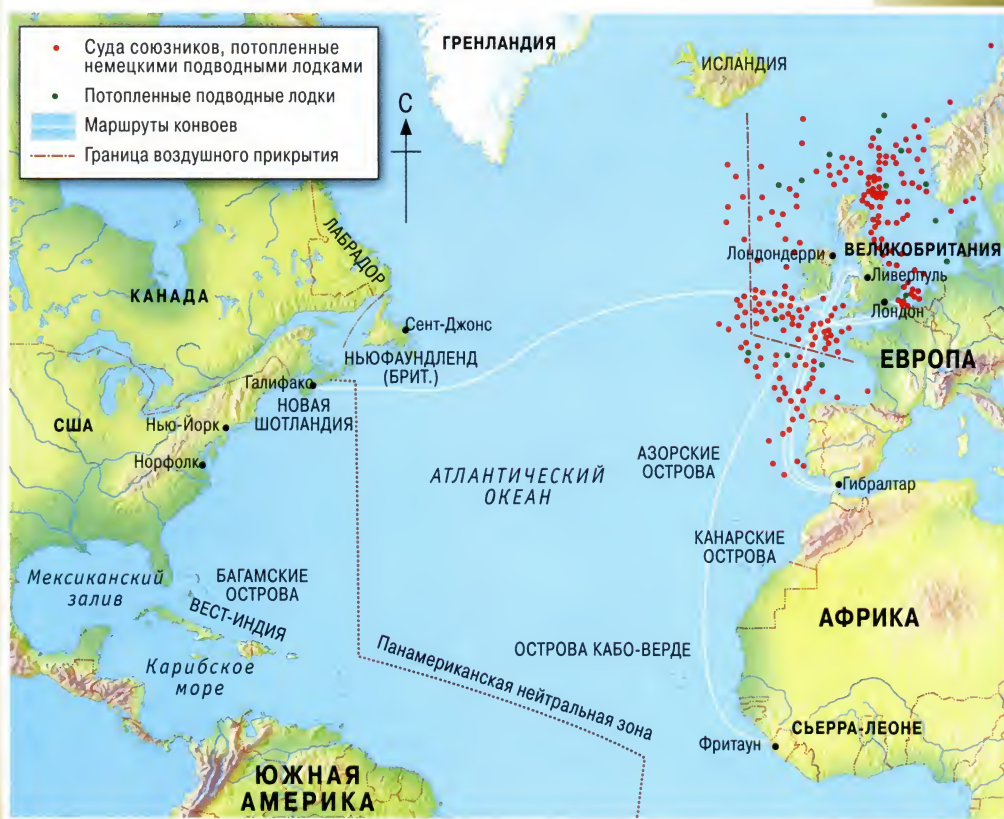 Суда союзников, потопленные
немецкими подводными лодками
Потопленные подводные лодки
Маршруты конвоев
Граница воздушного прикрытия
С
ГРЕНЛАНДИЯ
ИСЛАНДИЯ
ЛАБРАДОР
КАНАДА
Сент-Джонс
НЬЮФАУНДЛЕНД
(БРИТ.)
Галифакс
НОВАЯ
ШОТЛАНДИЯ
США
Нью-Йорк
Норфолк
Лондондерри
ВЕЛИКОБРИТАНИЯ
Ливерпуль
Лондон
ЕВРОПА
АТЛАНТИЧЕСКИЙ
ОКЕАН
АЗОРСКИЕ
ОСТРОВА
Гибралтар
КАНАРСКИЕ
ОСТРОВА
Мексиканский
залив
БАГАМСКИЕ
ОСТРОВА
ВЕСТ-ИНДИЯ
Карибское
море
АФРИКА
ОСТРОВА КАБО-ВЕРДЕ
Панамериканская нейтральная зона
СЬЕРРА-ЛЕОНЕ
Фритаун
ЮЖНАЯ
АМЕРИКА